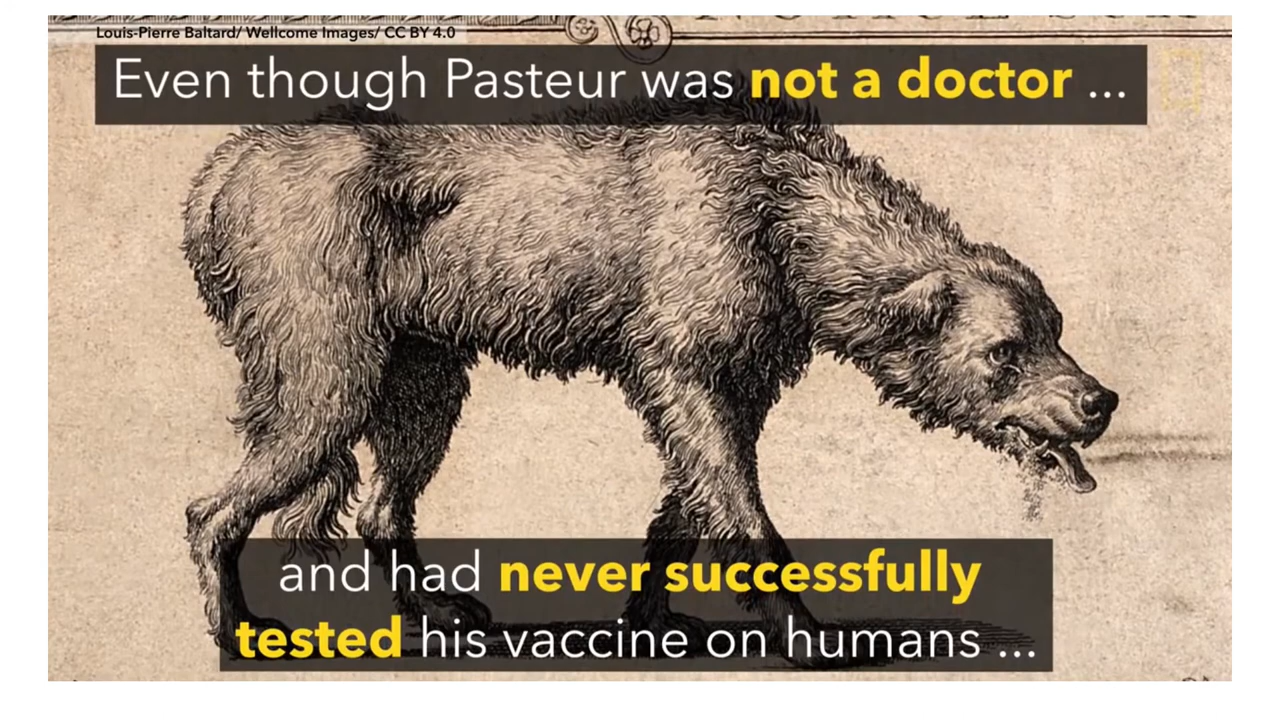 Louis-Pierre Baltard/ Wellcome Images/ CC BY 4.0
Even though Pasteur was not a doctor ...
and had never successfully
tested his vaccine on humans ...